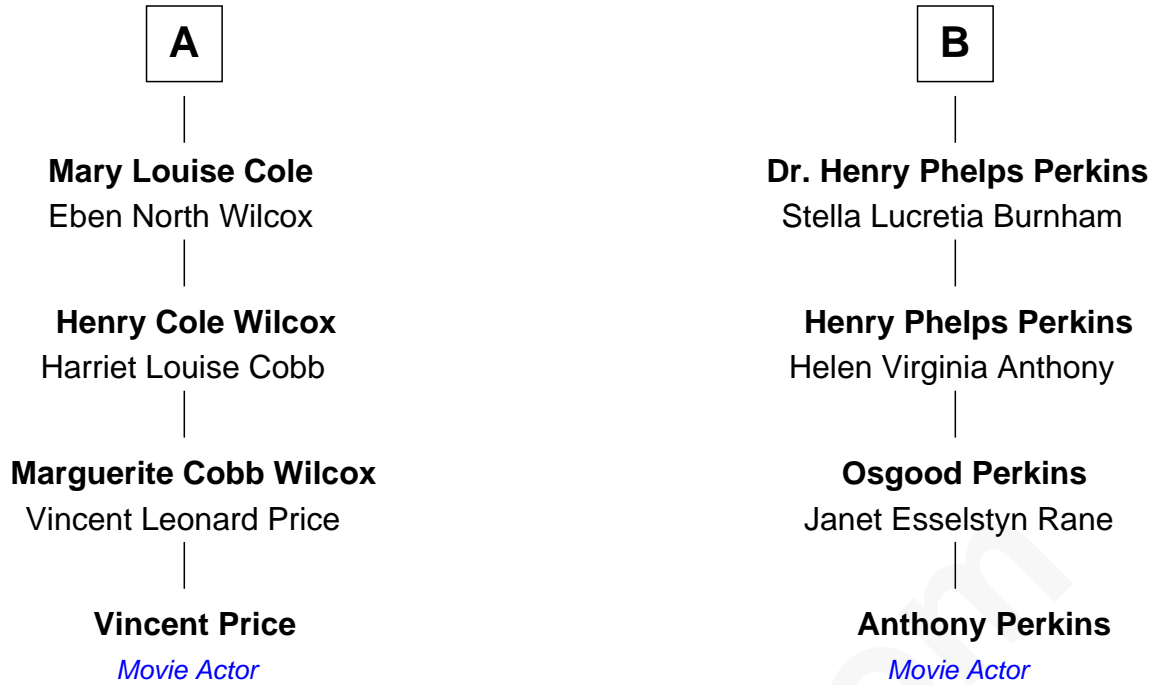 A
Mary Louise Cole
Eben North Wilcox
Henry Cole Wilcox
Harriet Louise Cobb
Marguerite Cobb Wilcox
Vincent Leonard Price
Vincent Price
Movie Actor
B
Dr. Henry Phelps Perkins
Stella Lucretia Burnham
Henry Phelps Perkins
Helen Virginia Anthony
Osgood Perkins
Janet Esselstyn Rane
Anthony Perkins
Movie Actor